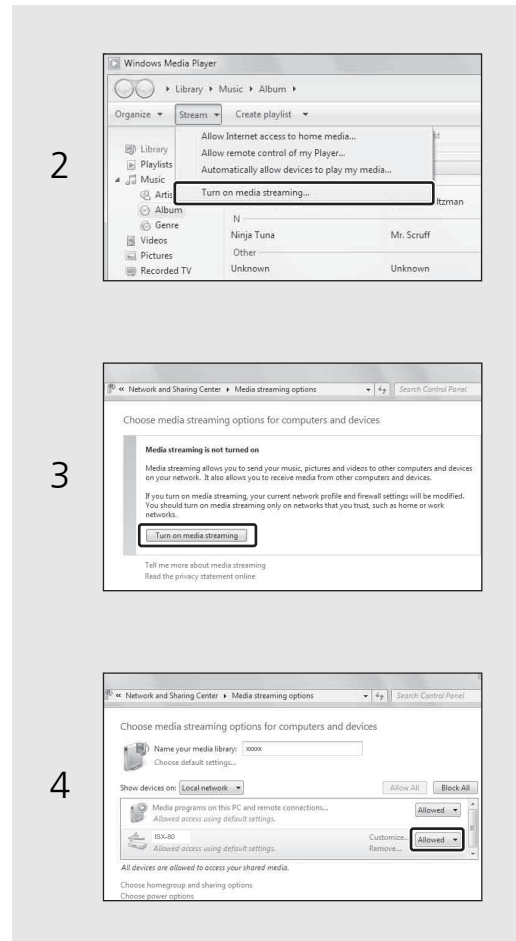 2
Windows Media Player
Library Music Album
Organize Stream Create playlist
Allow Internet access to home media...
Library Allow remote control of my Player...
Playlists Automatically allow devices to play my media...
Music
Turn on media streaming...
Album
N
Genre
Ninja Tuna Mr. Scruff
Videos
Other
Pictures
Recorded TV Unknown Unknown
3
« Network and Sharing Center Media streaming options Search Control Panel
Choose media streaming options for computers and devices
Media streaming is not turned on
Media streaming allows you to send your music, pictures and videos to other computers and devices
on your network. It also allows you to receive media from other computers and devices.
If you turn on media streaming, your current network profile and firewall settings will be modified.
You should turn on media streaming only on networks that you trust, such as home or work
networks.
Turn on media streaming
Tell me more about media streaming
Read the privacy statement online
4
« Network and Sharing Center Media streaming options Search Control Panel
Choose media streaming options for computers and devices
Name your media library: xxxxx
Choose default settings...
Show devices on: Local network Allow All Block All
Media programs on this PC and remote connections... Allowed
Allowed access using default settings.
ISX-80 Customize... Allowed
Allowed access using default settings. Remove...
All devices are allowed to access your shared media.
Choose homegroup and sharing options
Choose power options